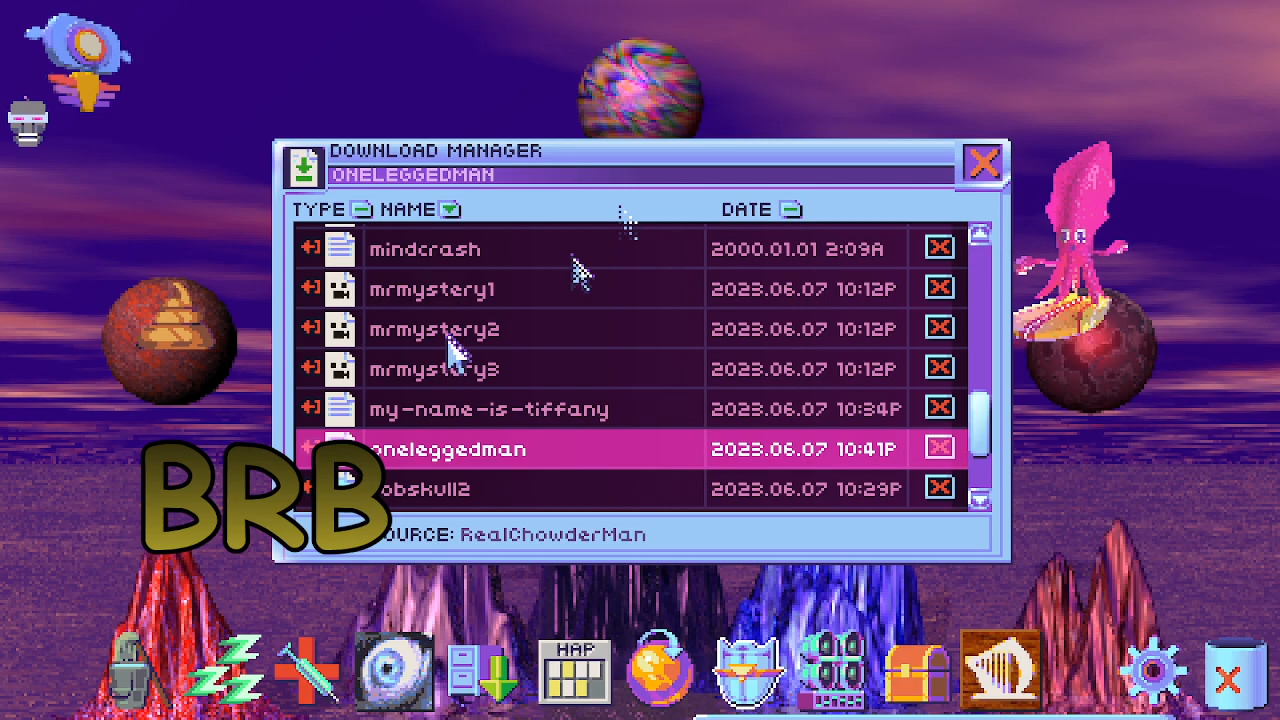 DOWNLOAD MANAGER
ONELEGGEDMAN
TYPE NAME DATE
mindcrash 2000.01.01 2:09A
mrmystery1 2023.06.07 10:12P
mrmystery2 2023.06.07 10:12P
mrmystery3 2023.06.07 10:12P
my-name-is-tiffany 2023.06.07 10:34P
oneleggedman 2023.06.07 10:41P
obskull2 2023.06.07 10:29P
BRB
OURCE: RealChowderMan
HAP